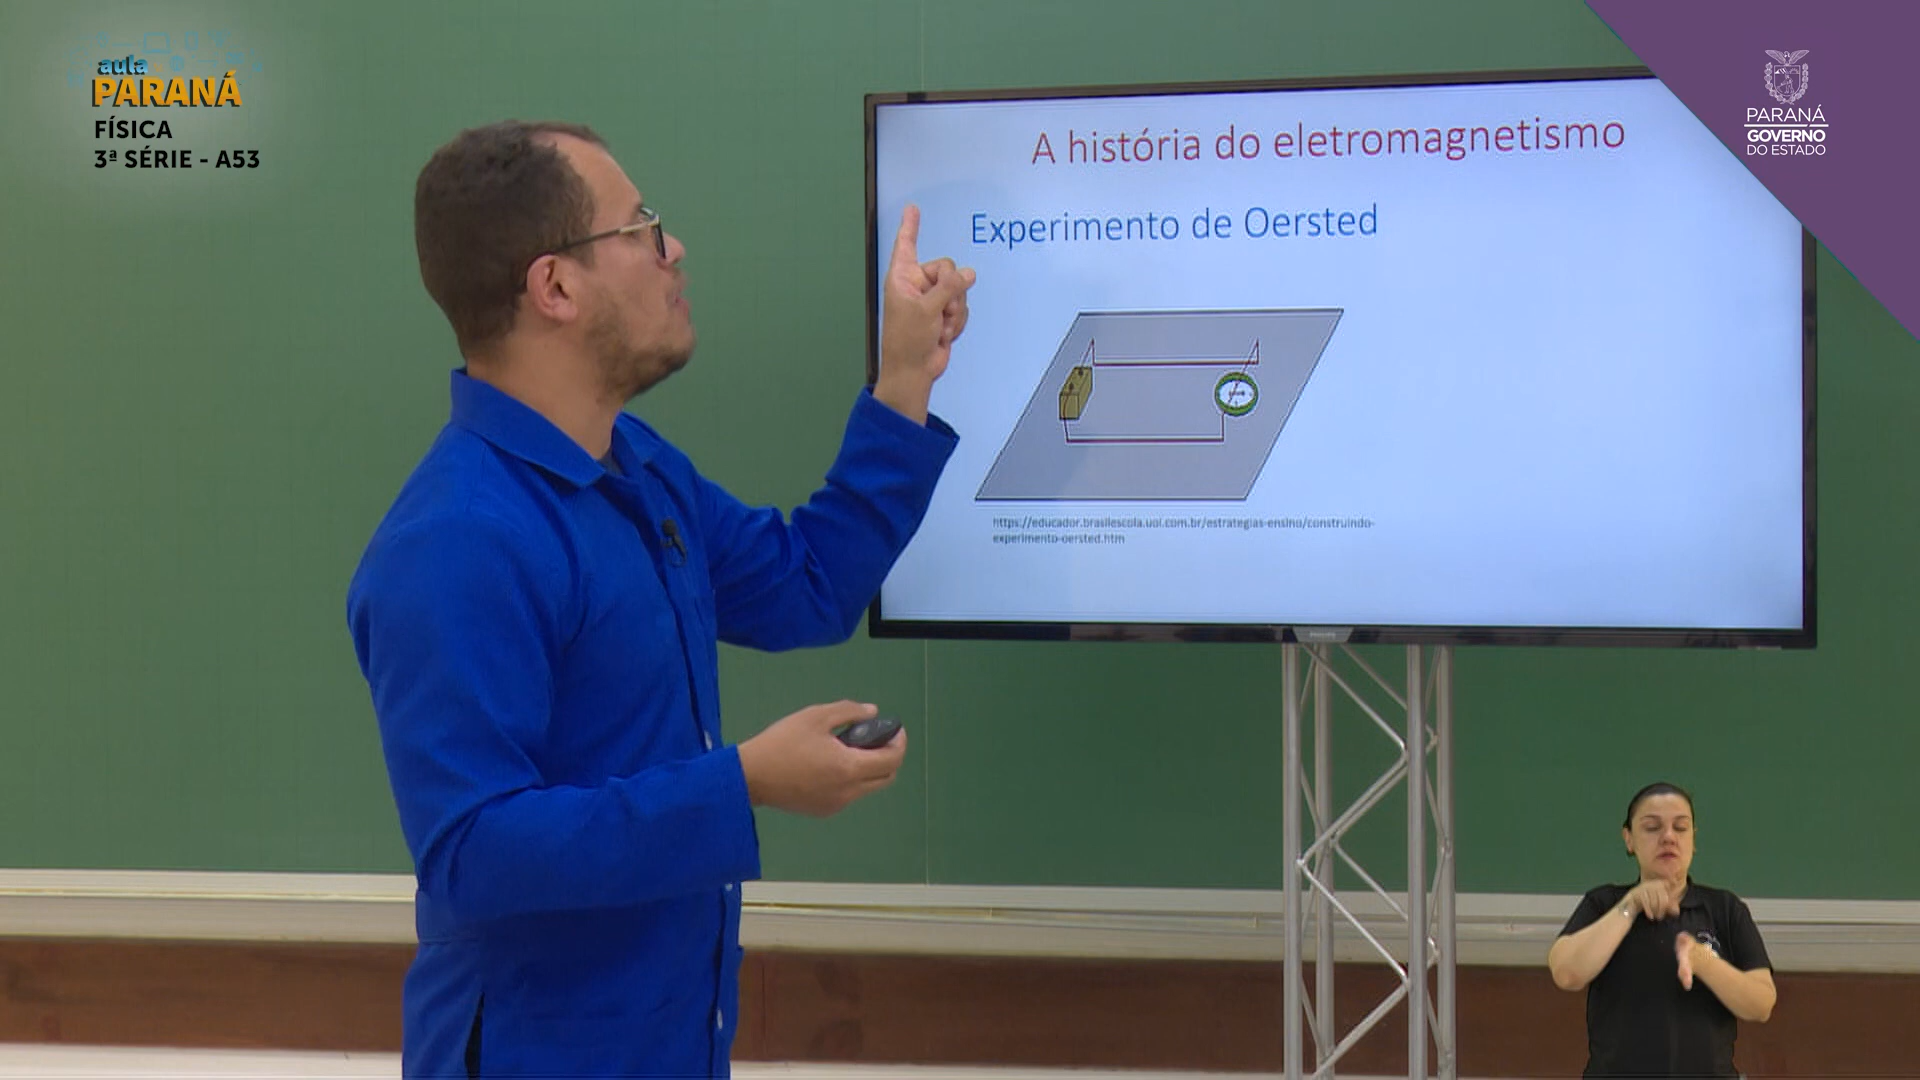 aula
PARANÁ
FÍSICA
3ª SÉRIE - A53
PARANÁ
GOVERNO
DO ESTADO
A história do eletromagnetismo
Experimento de Oersted
https://educador.brasilescola.uol.com.br/estrategias-ensino/construindo-
experimento-oersted.htm
PHILIPS